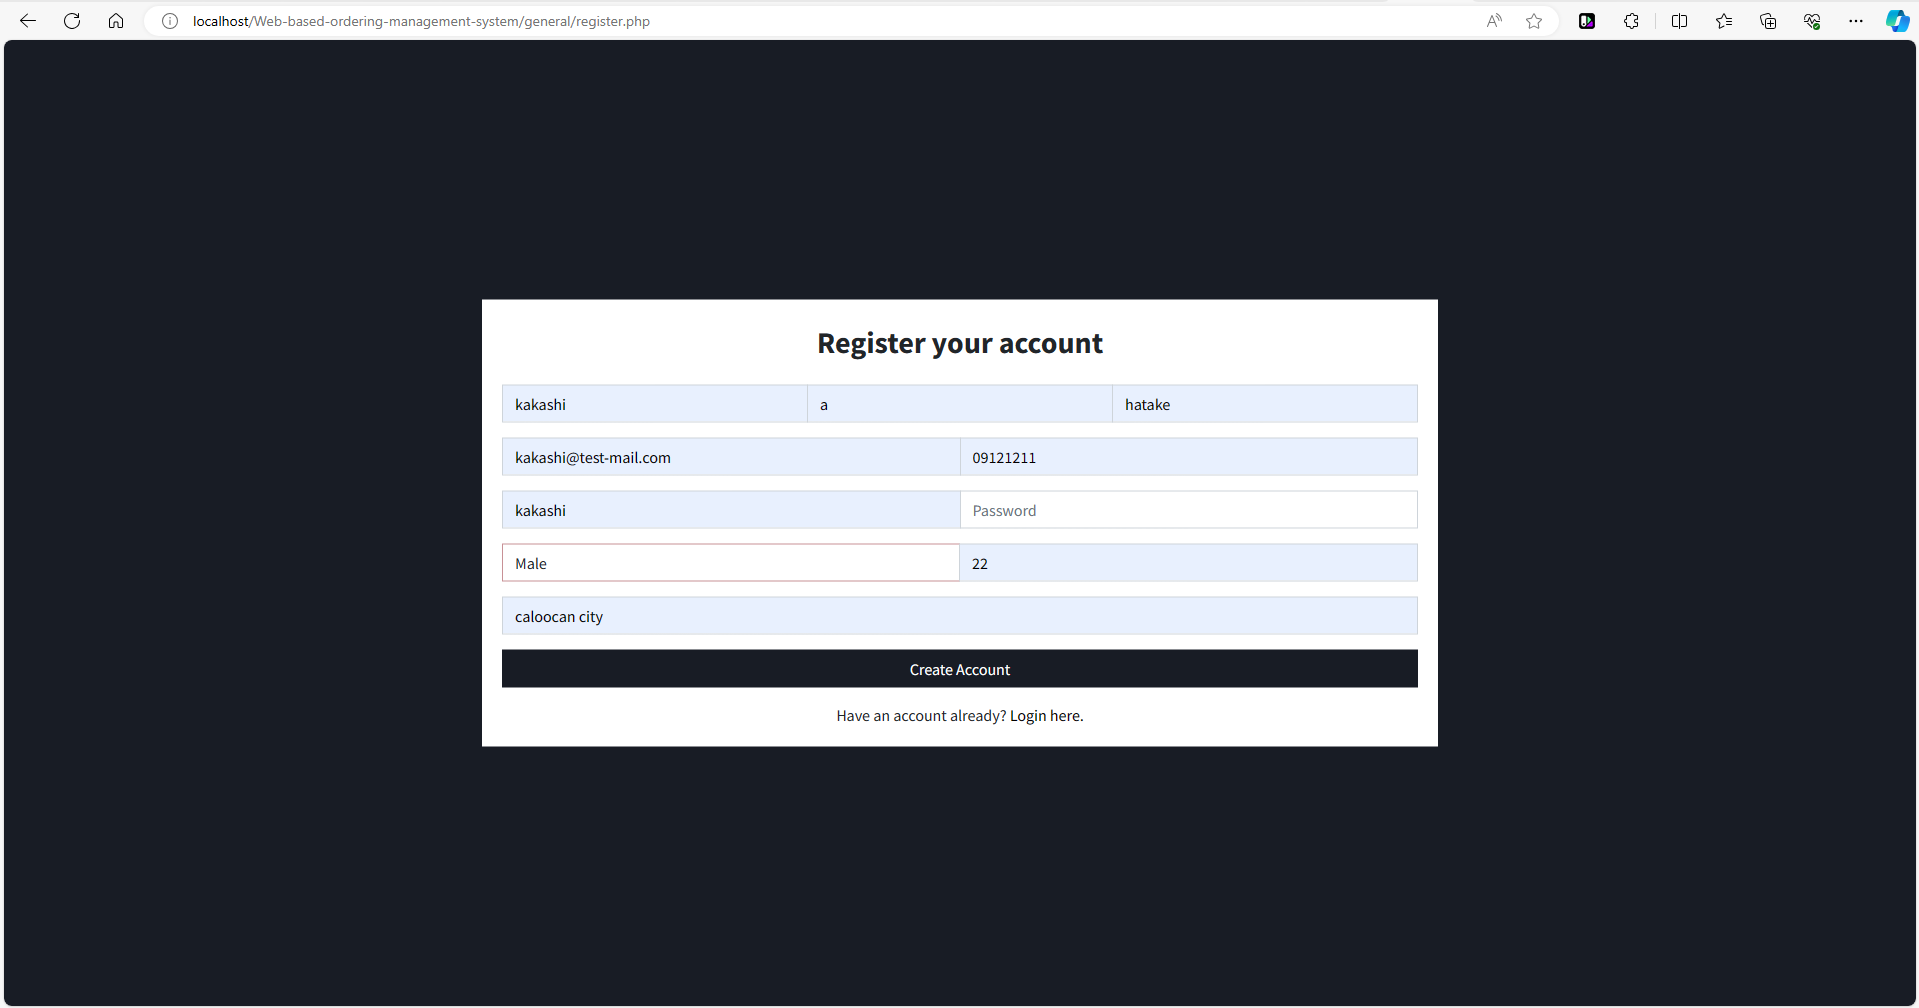 localhost/Web-based-ordering-management-system/general/register.php
Register your account
kakashi a hatake
kakashi@test-mail.com 09121211
kakashi Password
Male 22
caloocan city
Create Account
Have an account already? Login here.